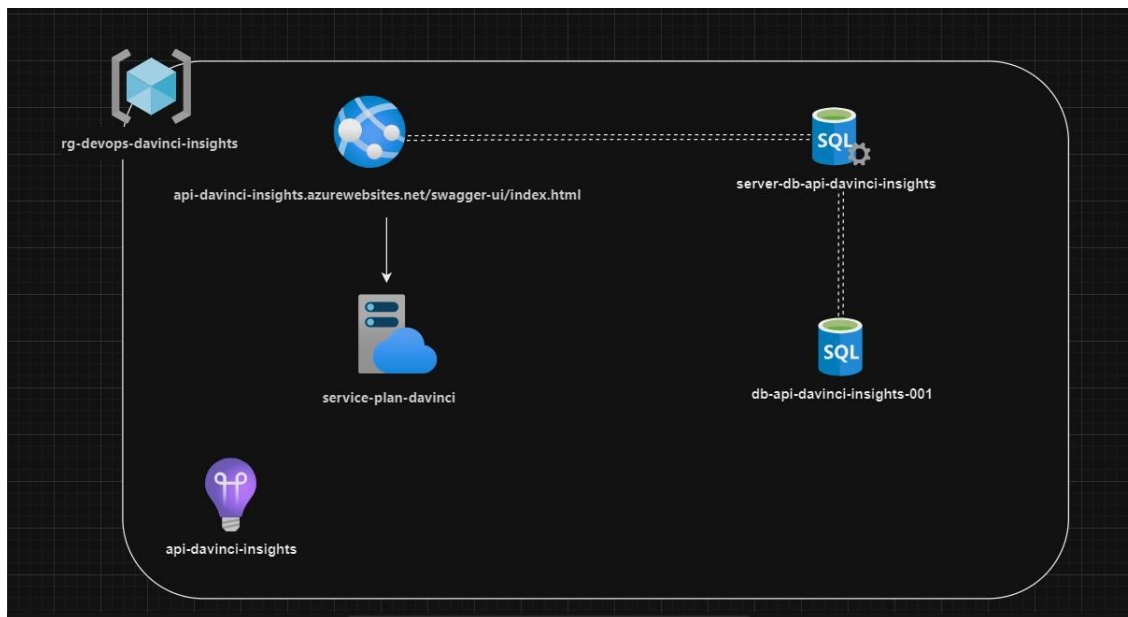 rg-devops-davinci-insights
api-davinci-insights.azurewebsites.net/swagger-ui/index.html
SQL
server-db-api-davinci-insights
service-plan-davinci
SQL
db-api-davinci-insights-001
api-davinci-insights